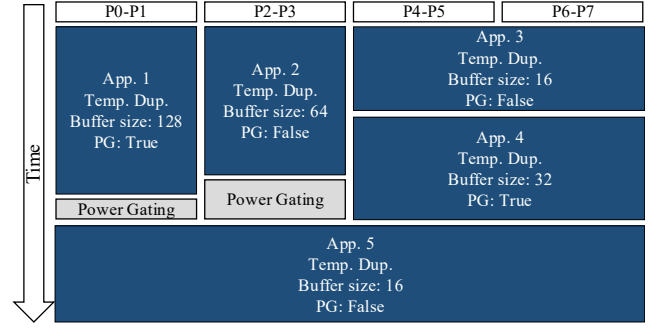 P0-P1
P2-P3
P4-P5
P6-P7
Time
App. 1
Temp. Dup.
Buffer size: 128
PG: True
App. 2
Temp. Dup.
Buffer size: 64
PG: False
App. 3
Temp. Dup.
Buffer size: 16
PG: False
App. 4
Temp. Dup.
Buffer size: 32
PG: True
Power Gating
Power Gating
App. 5
Temp. Dup.
Buffer size: 16
PG: False